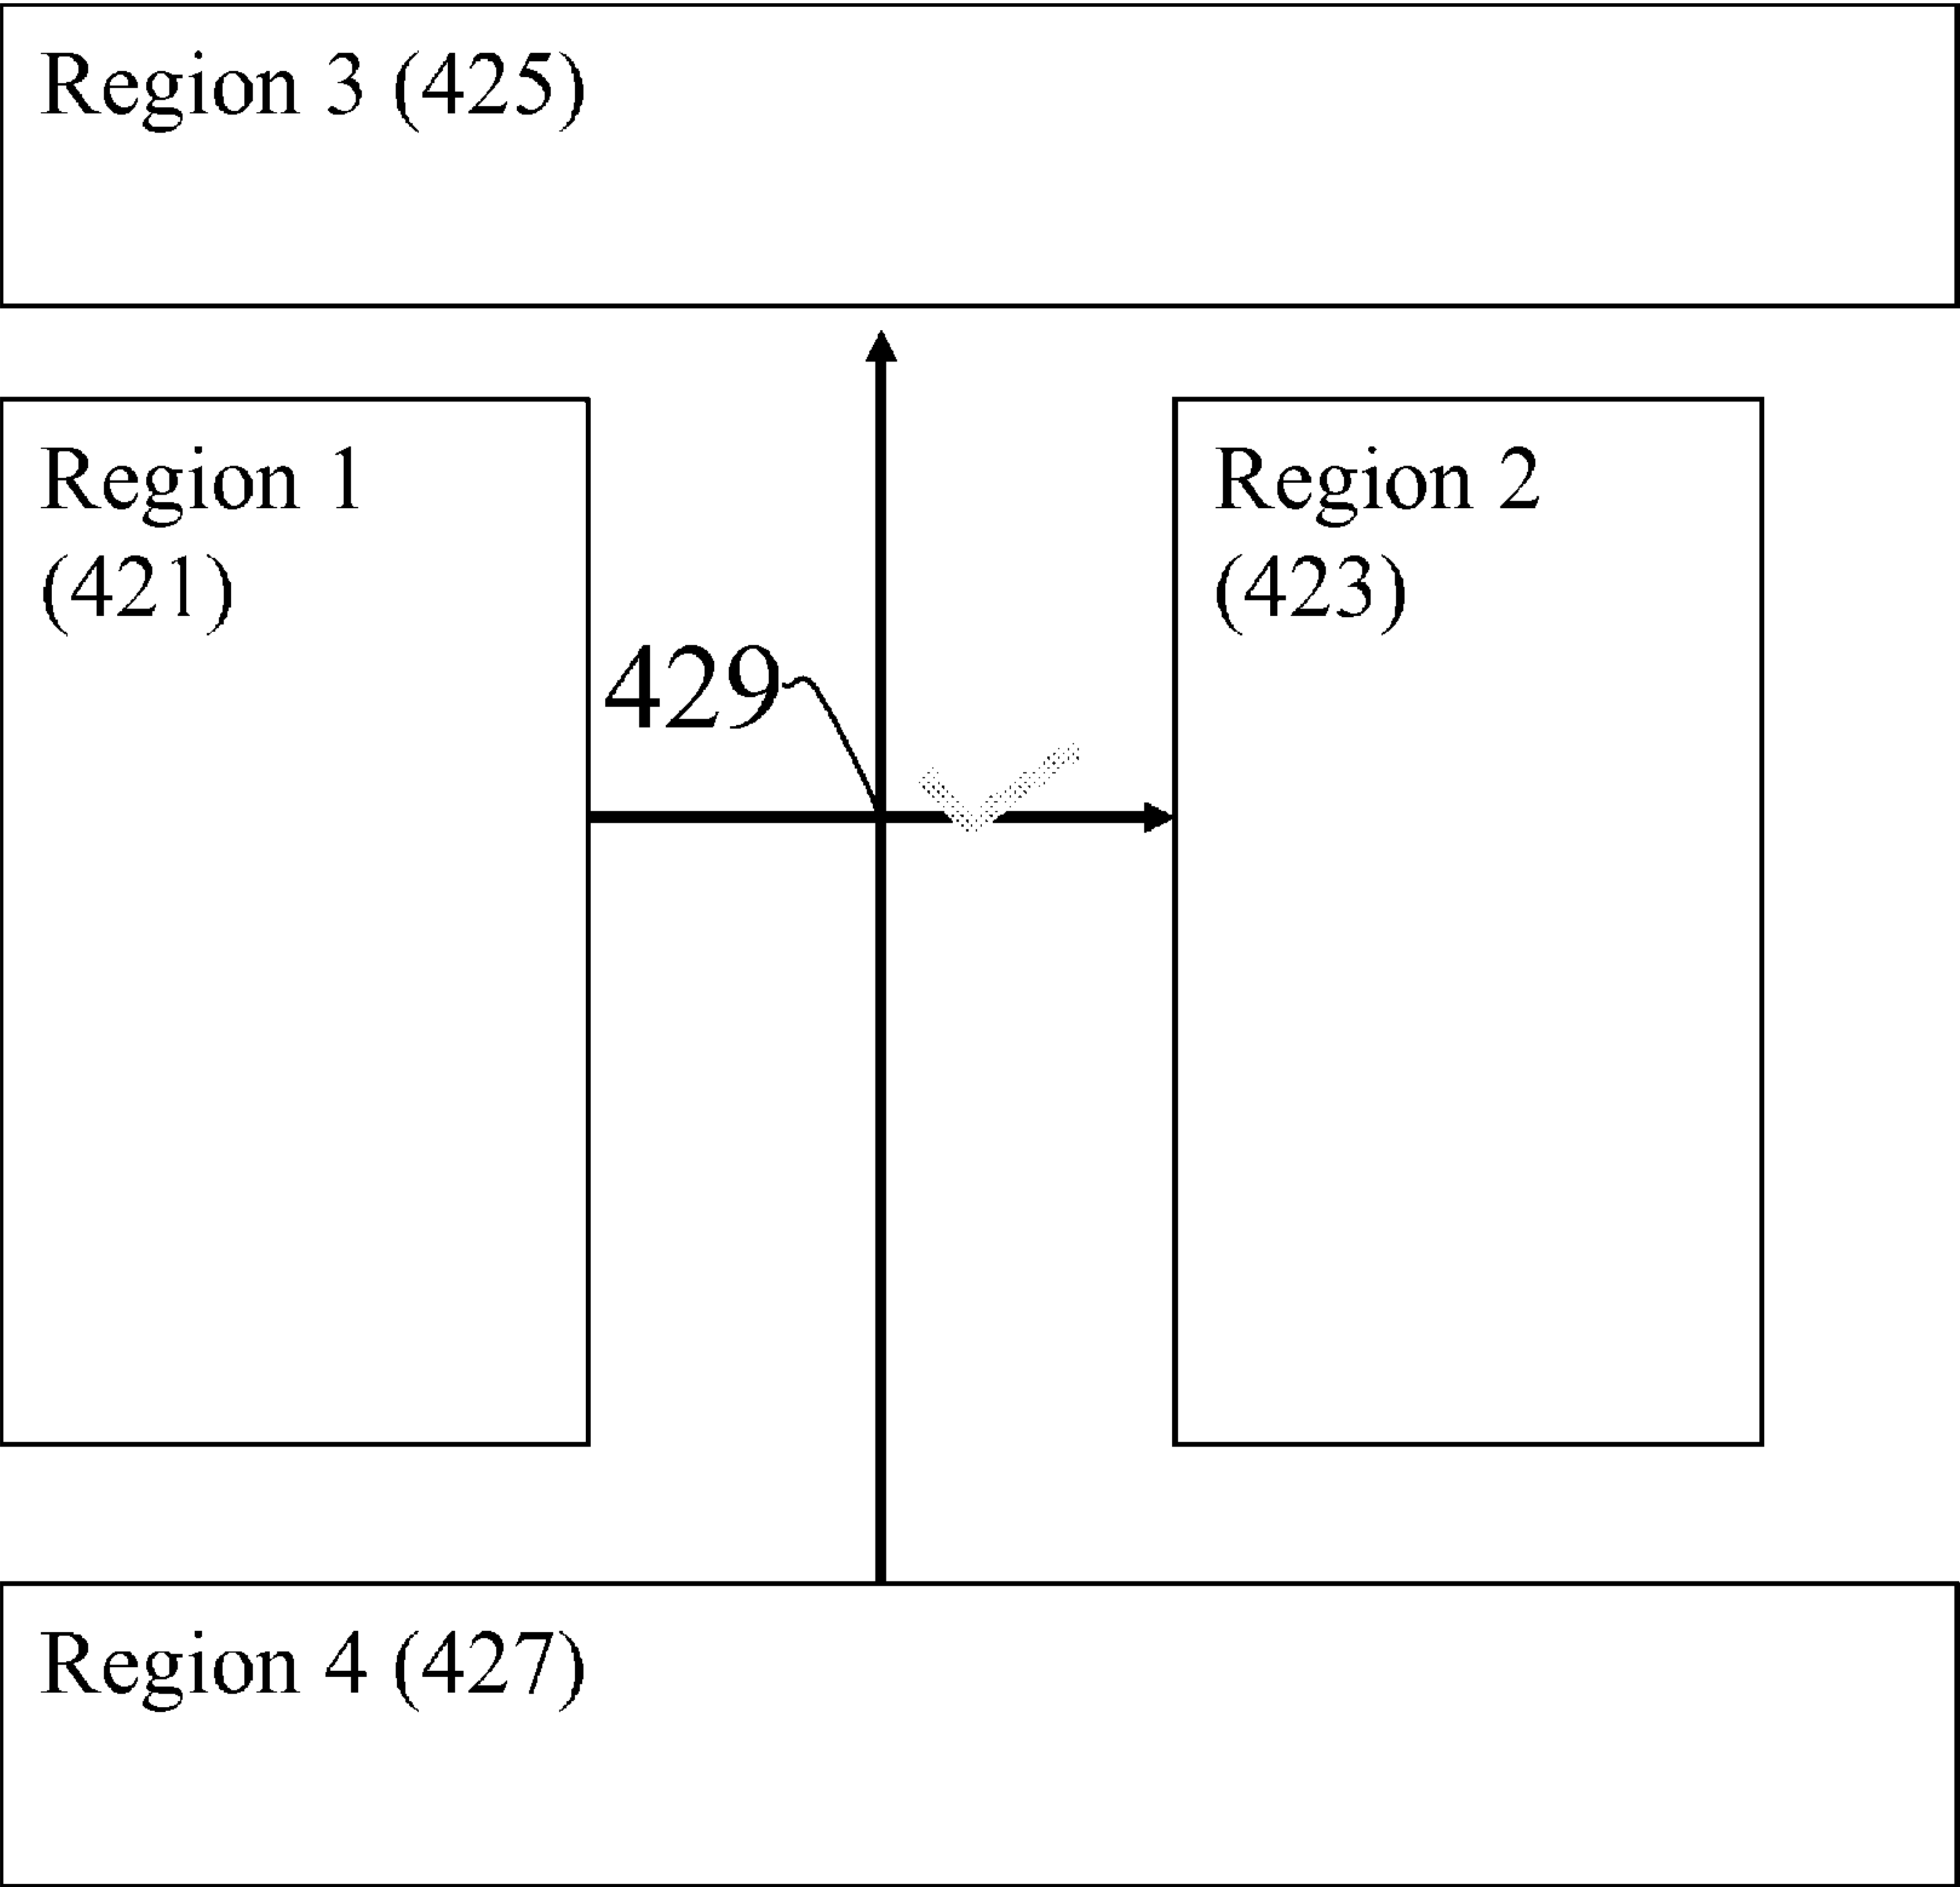 Region 3 (425)
Region 1
(421)
Region 2
(423)
429
Region 4 (427)